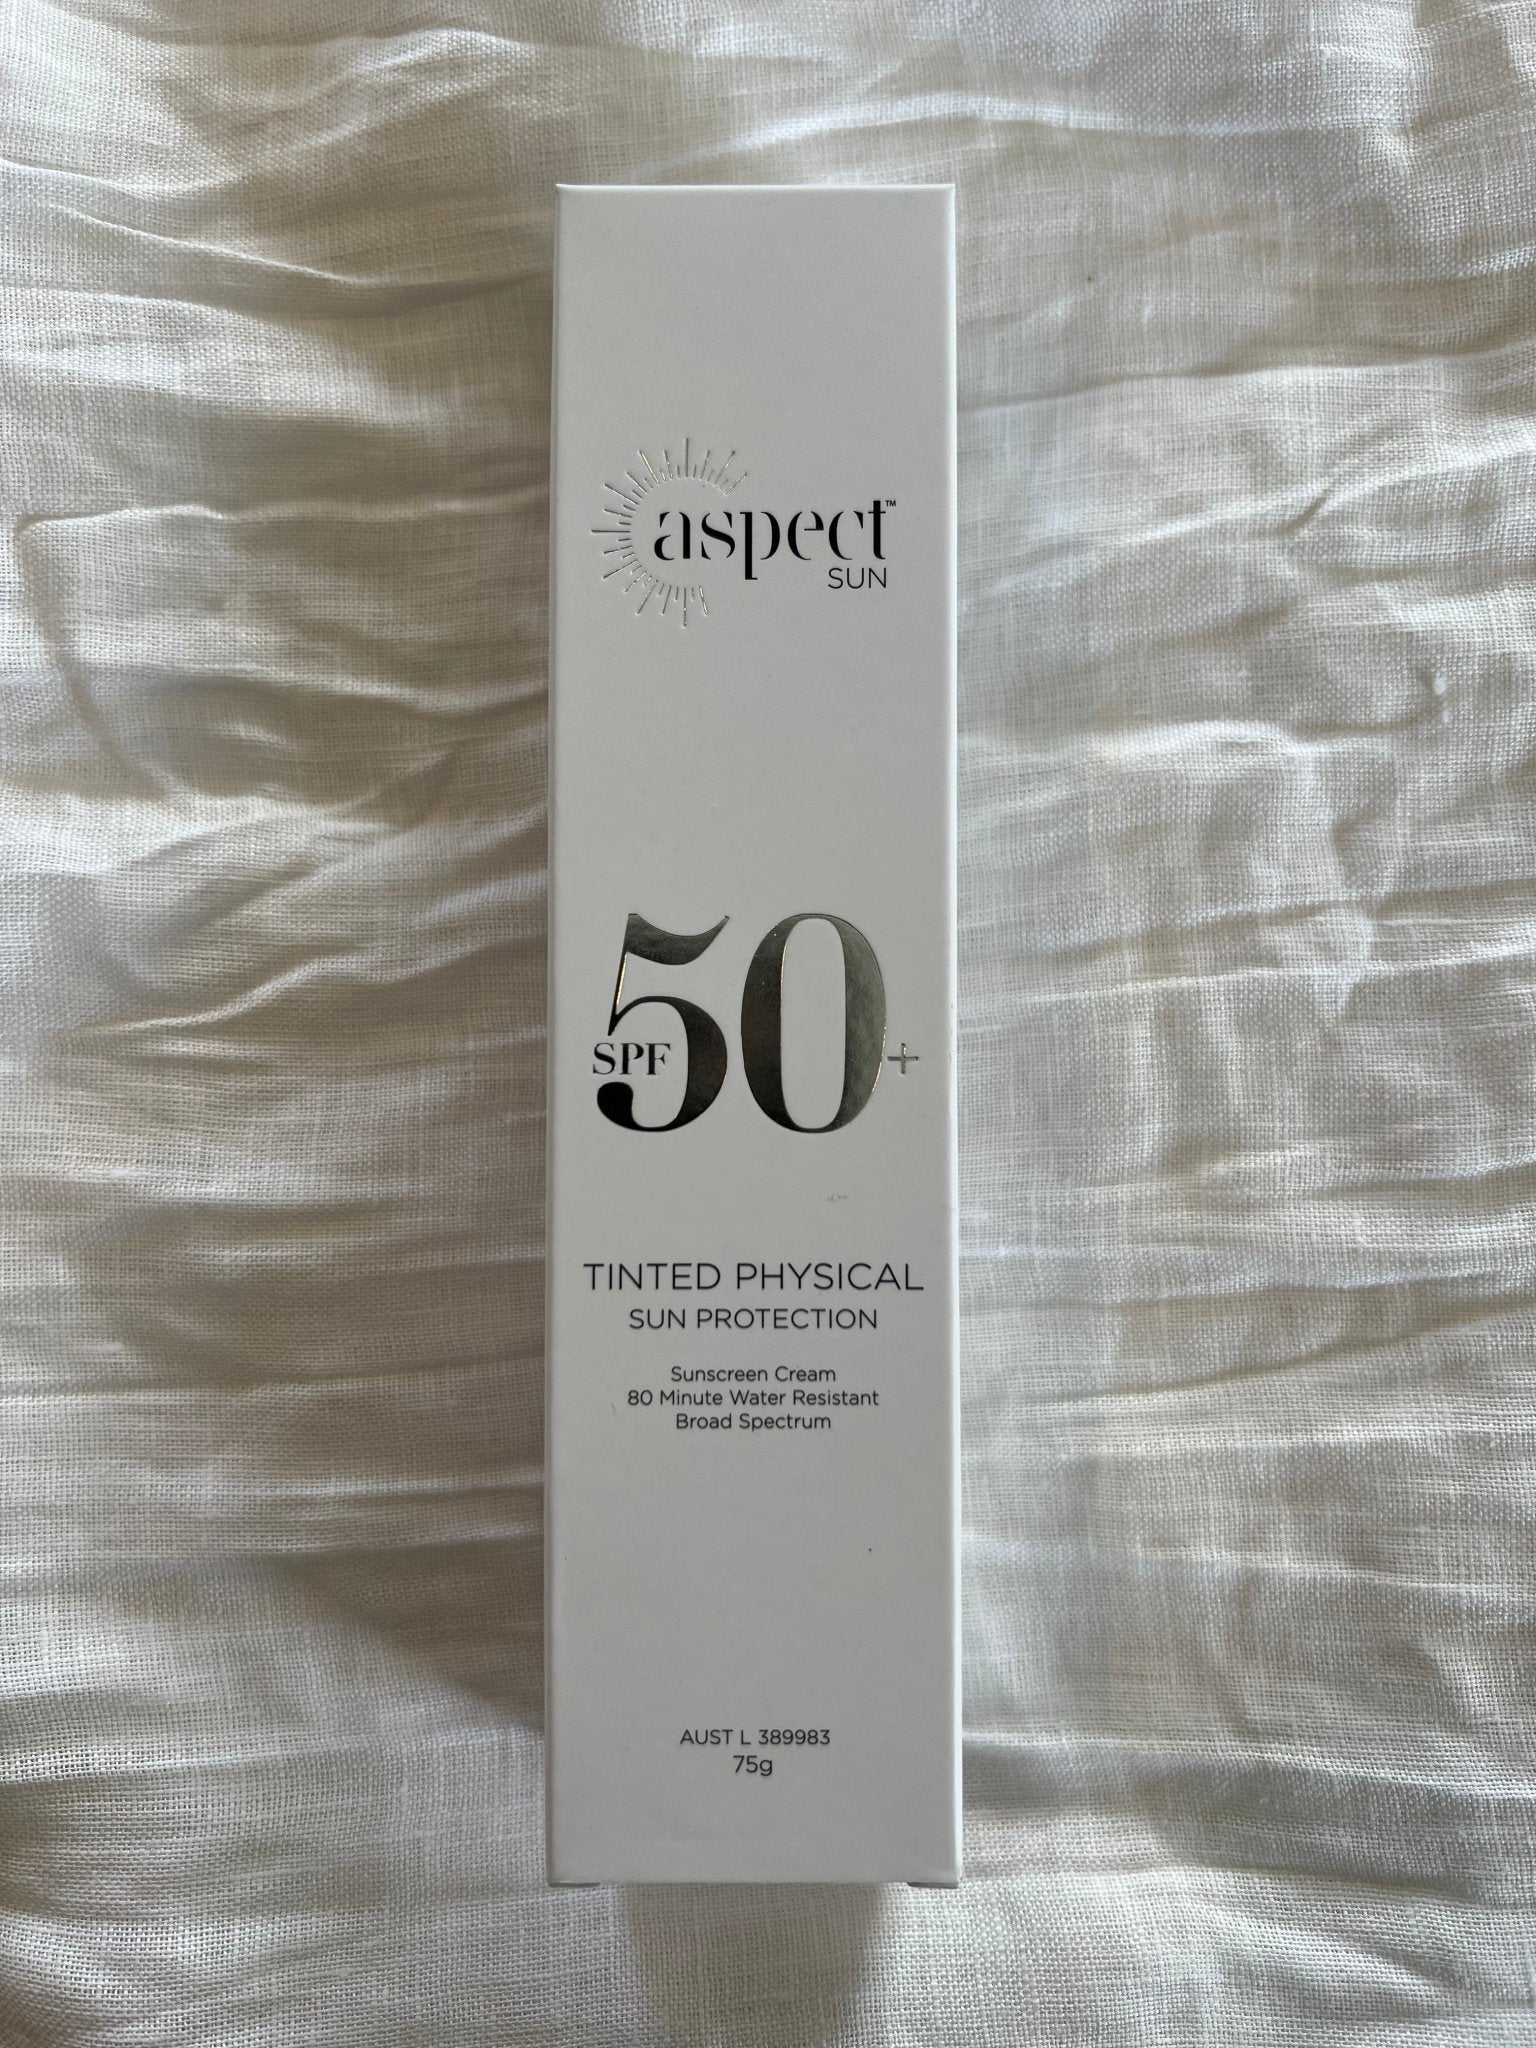 aspect™
SUN
SPF 50+
TINTED PHYSICAL
SUN PROTECTION
Sunscreen Cream
80 Minute Water Resistant
Broad Spectrum
AUST L 389983
75g